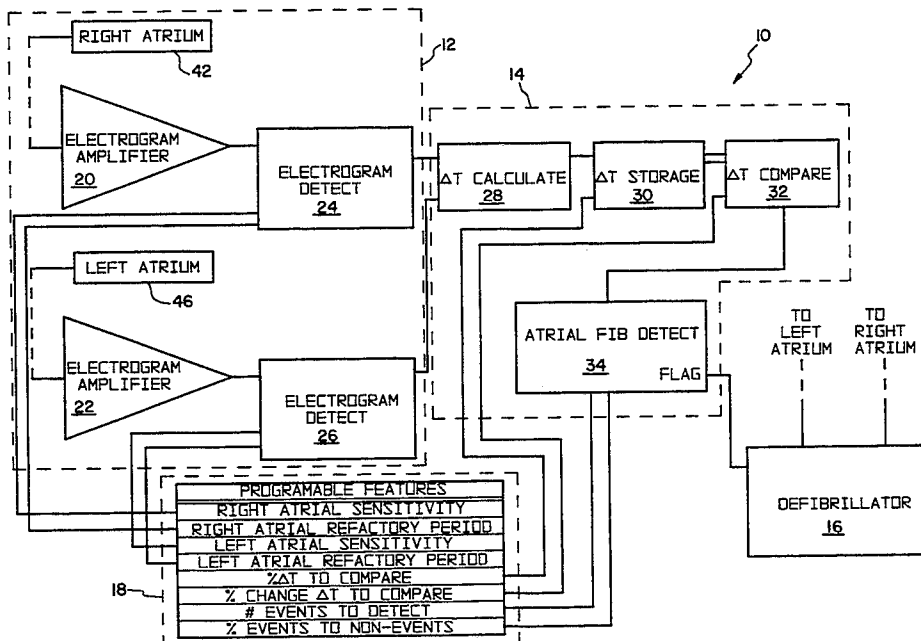 RIGHT ATRIUM
42
12
10
14
ELECTROGRAM
AMPLIFIER
20
ELECTROGRAM
DETECT
24
ΔT CALCULATE
28
ΔT STORAGE
30
ΔT COMPARE
32
LEFT ATRIUM
46
ELECTROGRAM
AMPLIFIER
22
ELECTROGRAM
DETECT
26
ATRIAL FIB DETECT
34
FLAG
TO
LEFT
ATRIUM
TO
RIGHT
ATRIUM
DEFIBRILLATOR
16
18
PROGRAMABLE FEATURES
RIGHT ATRIAL SENSITIVITY
RIGHT ATRIAL REFACTORY PERIOD
LEFT ATRIAL SENSITIVITY
LEFT ATRIAL REFACTORY PERIOD
%ΔT TO COMPARE
% CHANGE ΔT TO COMPARE
# EVENTS TO DETECT
% EVENTS TO NON-EVENTS